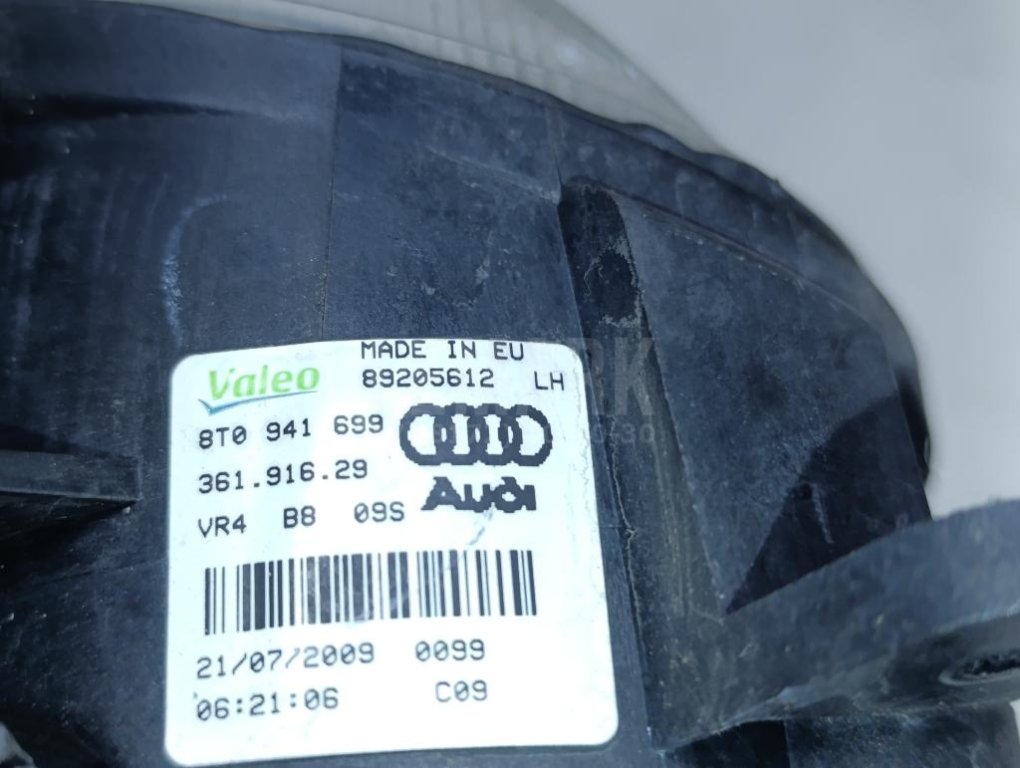 MADE IN EU
Valeo 89205612 LH
8T0 941 699
361.916.29
Audi
VR4 B8 09S
21/07/2009 0099
06:21:06 C09